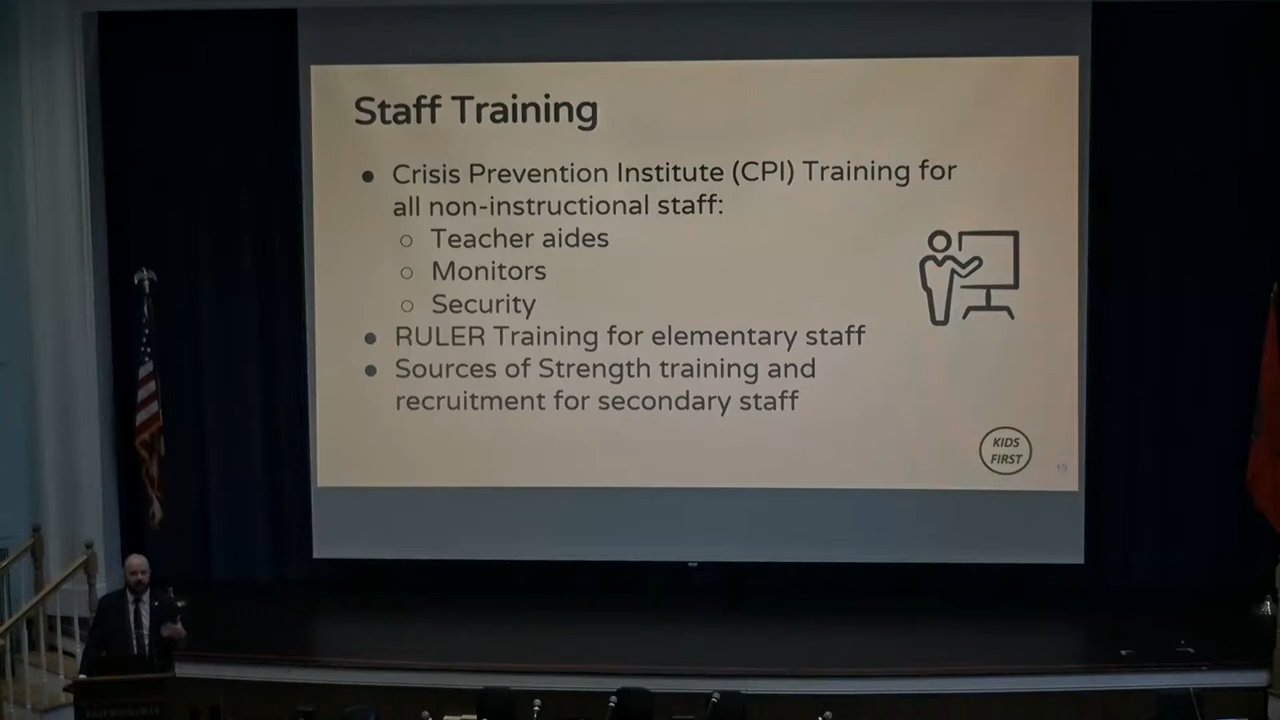 Staff Training
● Crisis Prevention Institute (CPI) Training for
all non-instructional staff:
○ Teacher aides
○ Monitors
○ Security
● RULER Training for elementary staff
● Sources of Strength training and
recruitment for secondary staff
KIDS
FIRST
19